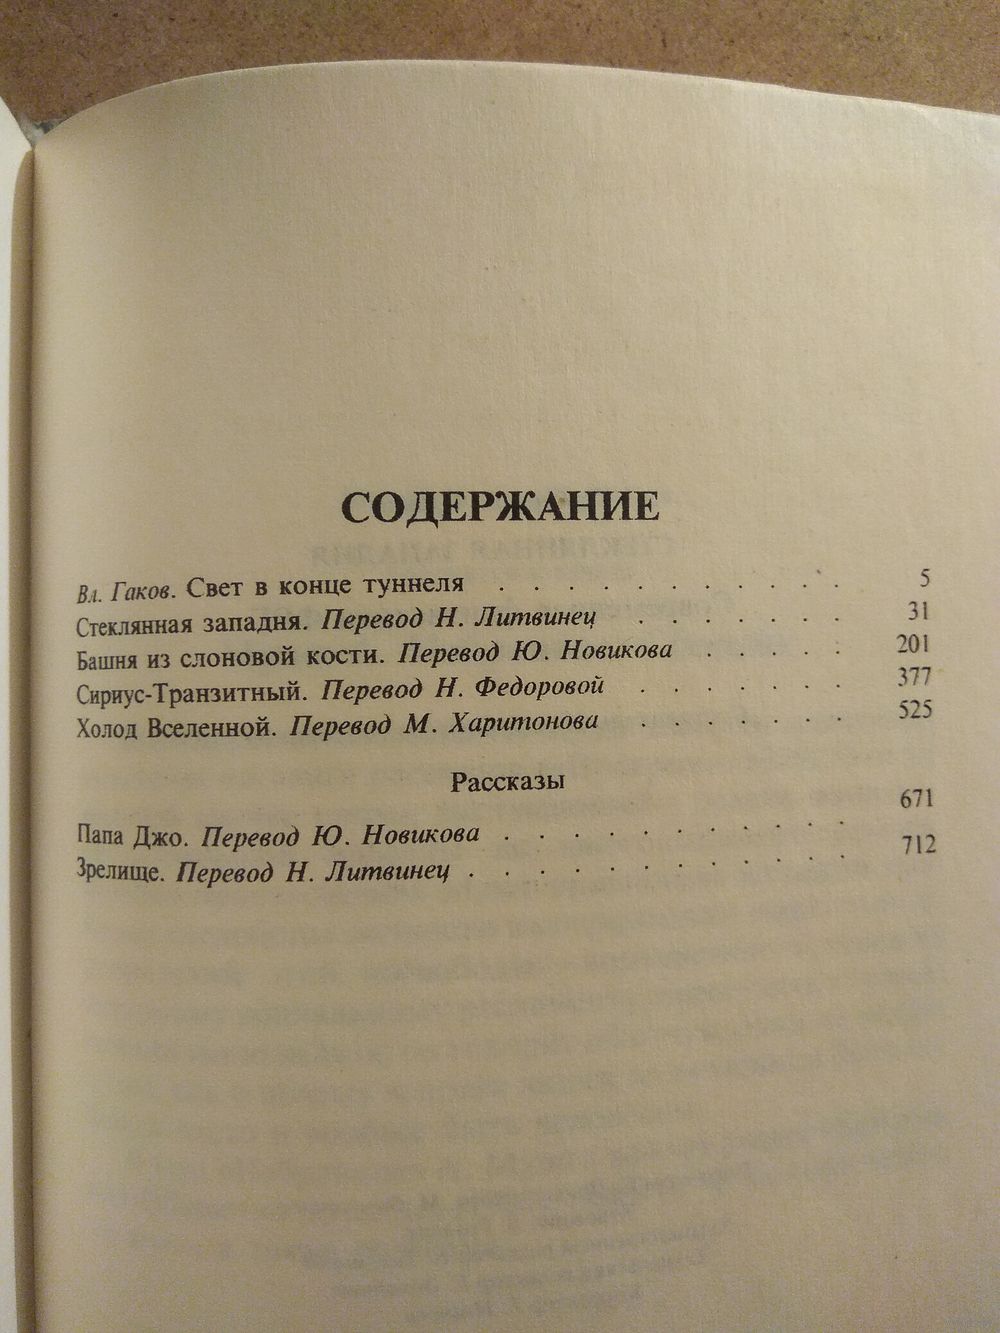 СОДЕРЖАНИЕ
Вл. Гаков. Свет в конце туннеля . . . . . . . . . . . 5
Стеклянная западня. Перевод Н. Литвинец . . . . . . . 31
Башня из слоновой кости. Перевод Ю. Новикова . . . . . 201
Сириус-Транзитный. Перевод Н. Федоровой . . . . . . . 377
Холод Вселенной. Перевод М. Харитонова . . . . . . . 525
Рассказы
Папа Джо. Перевод Ю. Новикова . . . . . . . . . . . 671
Зрелище. Перевод Н. Литвинец . . . . . . . . . . . . 712